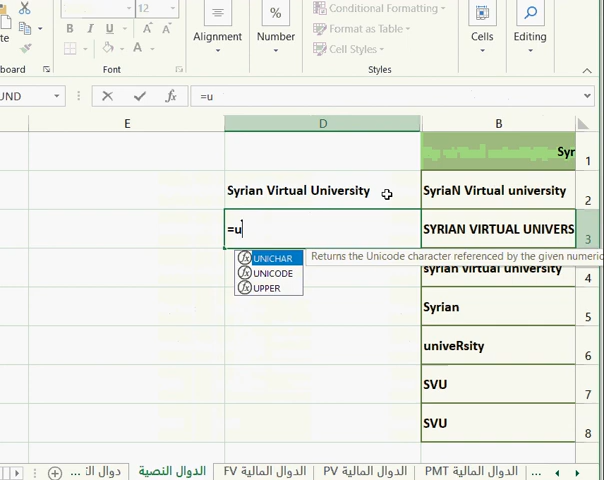 12
Conditional Formatting
Format as Table
Cell Styles
Alignment
Number
Cells
Editing
Font
Styles
=u
E
D
B
1
Syrian Virtual University
SyriaN Virtual university
2
=u
SYRIAN VIRTUAL UNIVERS
3
UNICHAR
Returns the Unicode character referenced by the given numeric
UNICODE
UPPER
syrian virtual university
4
Syrian
5
univeRsity
6
SVU
7
SVU
8
الدوال النصية
الدوال المالية FV
الدوال المالية PV
الدوال المالية PMT